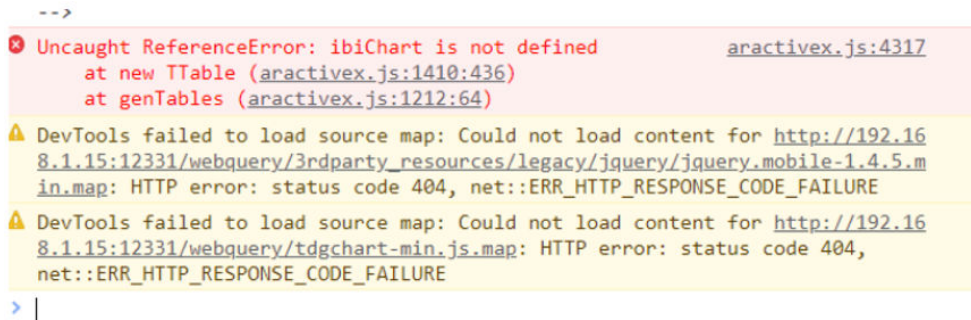 -->
Uncaught ReferenceError: ibiChart is not defined aractivex.js:4317
at new TTable (aractivex.js:1410:436)
at genTables (aractivex.js:1212:64)
DevTools failed to load source map: Could not load content for http://192.16
8.1.15:12331/webquery/3rdparty_resources/legacy/jquery/jquery.mobile-1.4.5.m
in.map: HTTP error: status code 404, net::ERR_HTTP_RESPONSE_CODE_FAILURE
DevTools failed to load source map: Could not load content for http://192.16
8.1.15:12331/webquery/tdgchart-min.js.map: HTTP error: status code 404,
net::ERR_HTTP_RESPONSE_CODE_FAILURE
>